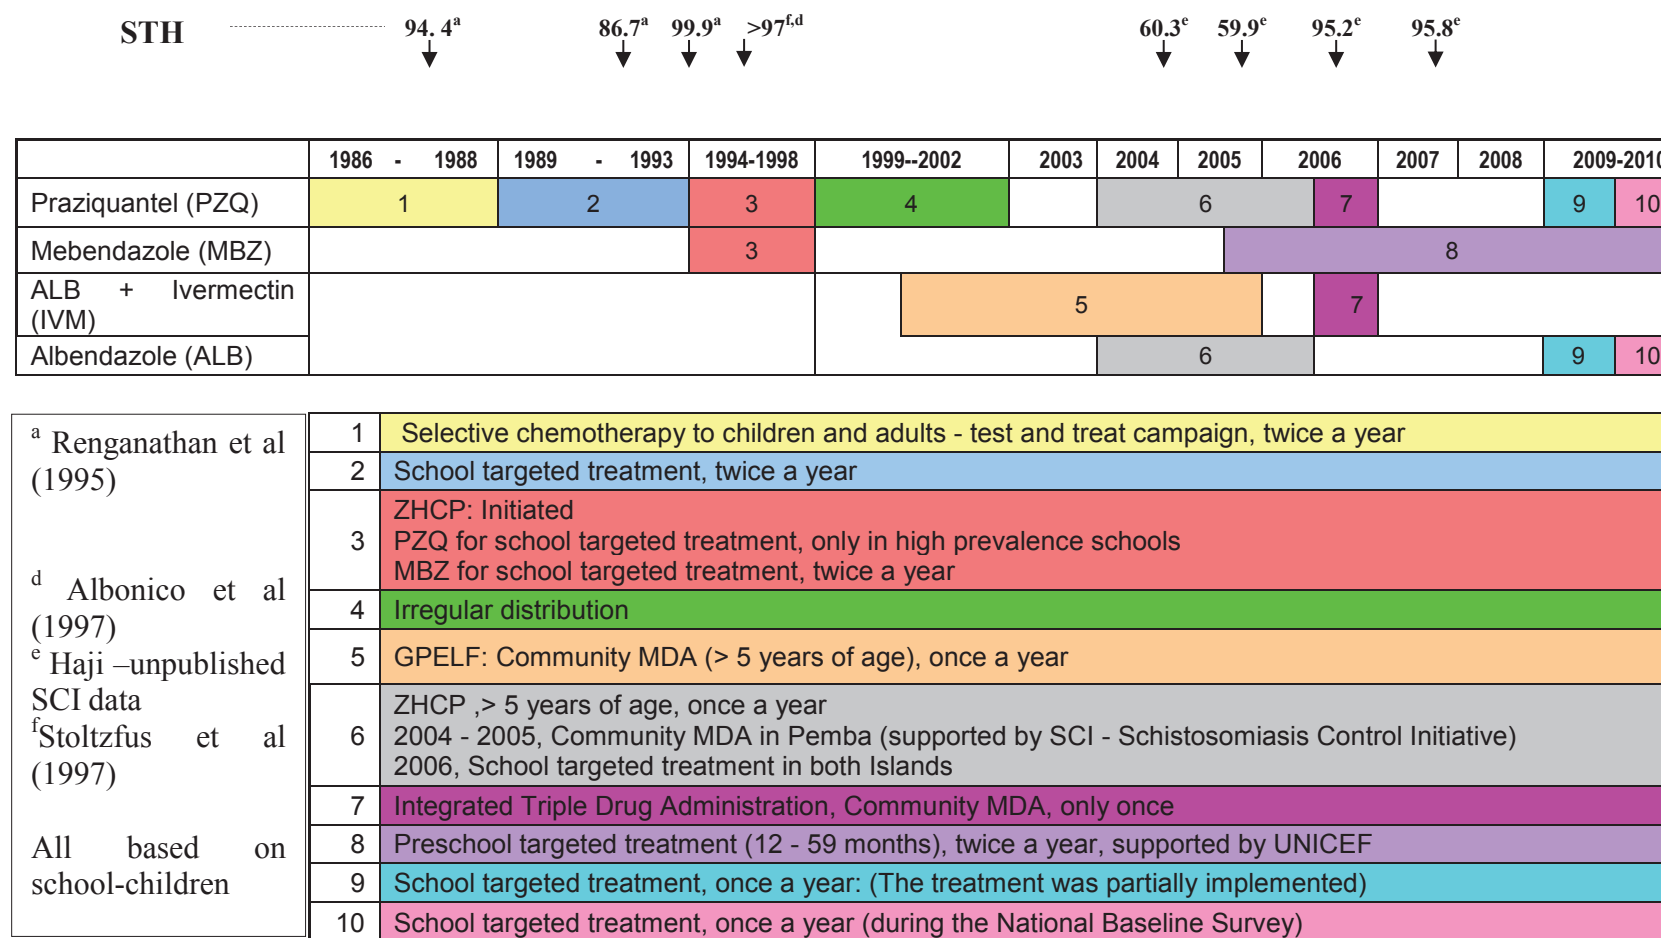 STH 94. 4a 86.7a 99.9a >97f,d 60.3e 59.9e 95.2e 95.8e
1986 - 1988 1989 - 1993 1994-1998 1999--2002 2003 2004 2005 2006 2007 2008 2009-2010
Praziquantel (PZQ) 1 2 3 4 6 7 9 10
Mebendazole (MBZ) 3 8
ALB + Ivermectin
(IVM) 5 7
Albendazole (ALB) 6 9 10
a Renganathan et al
(1995)
d Albonico et al
(1997)
e Haji –unpublished
SCI data
fStoltzfus et al
(1997)
All based on
school-children
1 Selective chemotherapy to children and adults - test and treat campaign, twice a year
2 School targeted treatment, twice a year
3 ZHCP: Initiated
PZQ for school targeted treatment, only in high prevalence schools
MBZ for school targeted treatment, twice a year
4 Irregular distribution
5 GPELF: Community MDA (> 5 years of age), once a year
6 ZHCP ,> 5 years of age, once a year
2004 - 2005, Community MDA in Pemba (supported by SCI - Schistosomiasis Control Initiative)
2006, School targeted treatment in both Islands
7 Integrated Triple Drug Administration, Community MDA, only once
8 Preschool targeted treatment (12 - 59 months), twice a year, supported by UNICEF
9 School targeted treatment, once a year: (The treatment was partially implemented)
10 School targeted treatment, once a year (during the National Baseline Survey)